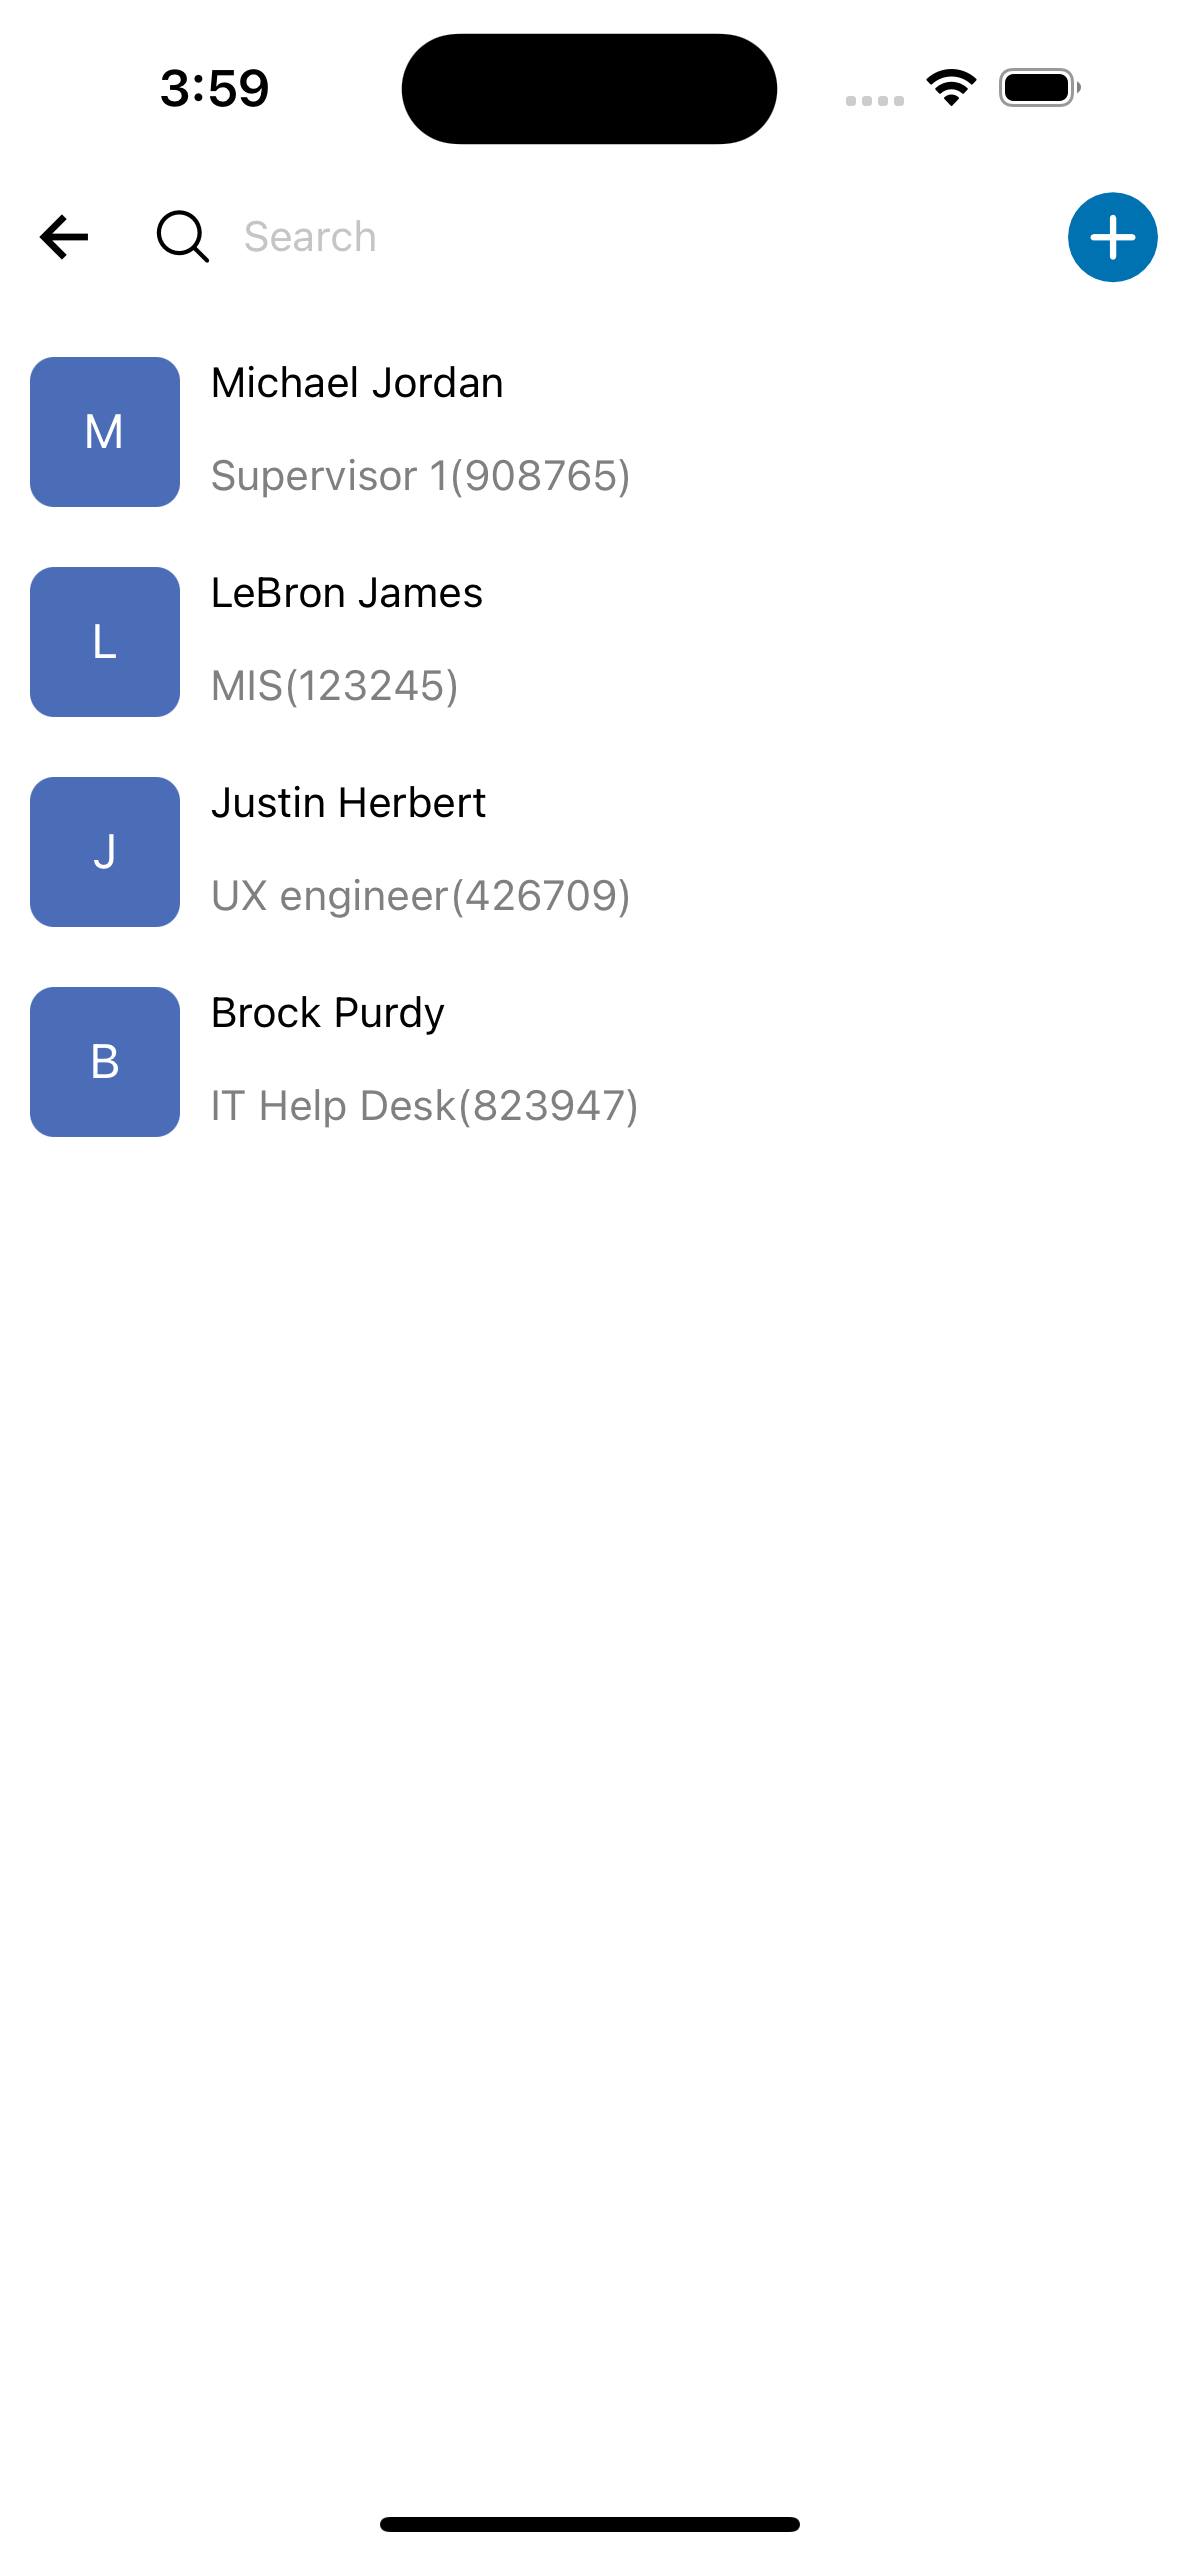 3:59
Search
M
Michael Jordan
Supervisor 1(908765)
L
LeBron James
MIS(123245)
J
Justin Herbert
UX engineer(426709)
B
Brock Purdy
IT Help Desk(823947)